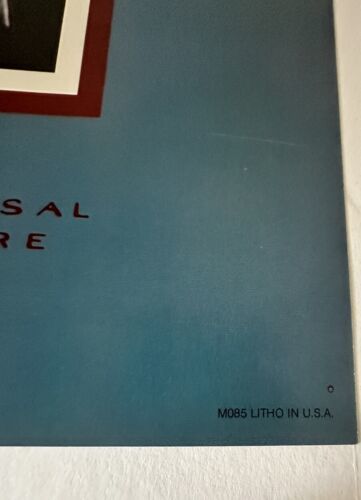 SAL
RE
M085 LITHO IN U.S.A.